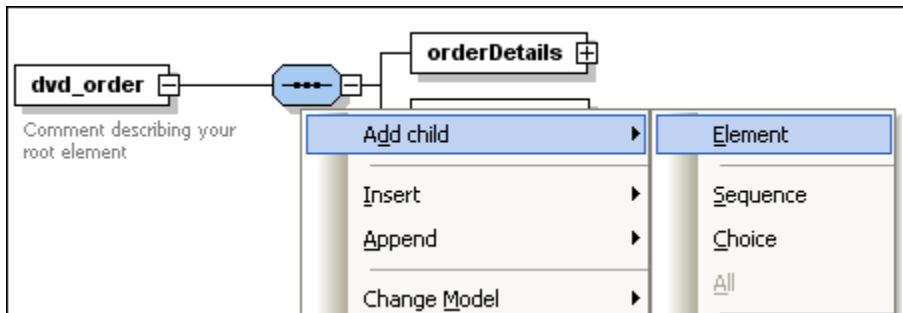 orderDetails
dvd_order
Comment describing your
root element
Add child
Element
Insert
Sequence
Append
Choice
All
Change Model